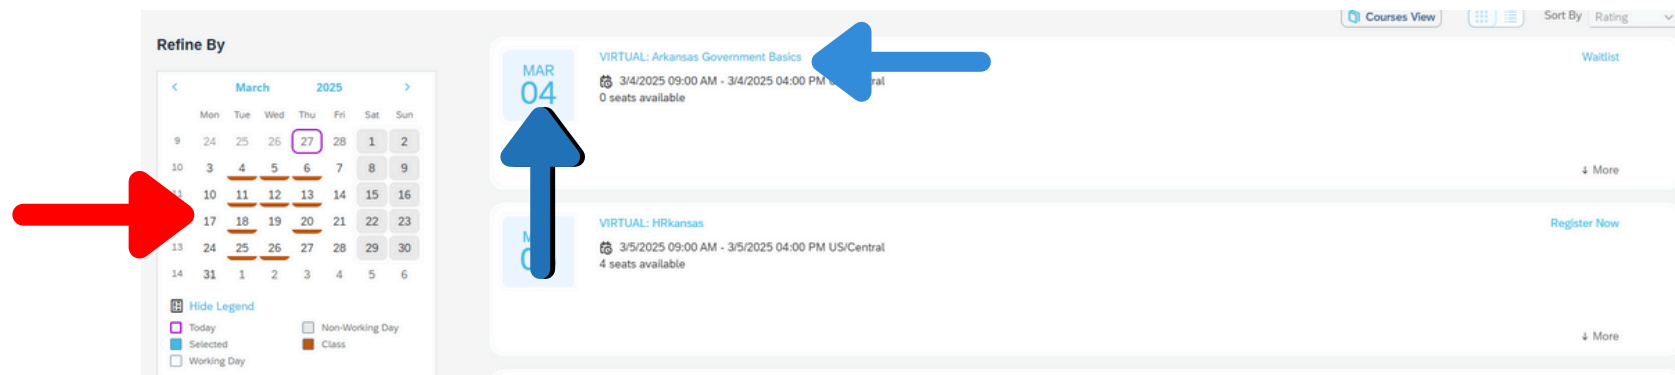 Courses View
Sort By Rating
Refine By
March 2025
Mon Tue Wed Thu Fri Sat Sun
9 24 25 26 27 28 1 2
10 3 4 5 6 7 8 9
10 11 12 13 14 15 16
17 18 19 20 21 22 23
13 24 25 26 27 28 29 30
14 31 1 2 3 4 5 6
Hide Legend
Today
Non-Working Day
Selected
Class
Working Day
MAR
04
VIRTUAL: Arkansas Government Basics
Waitlist
3/4/2025 09:00 AM - 3/4/2025 04:00 PM
0 seats available
↓ More
VIRTUAL: HRkansas
Register Now
3/5/2025 09:00 AM - 3/5/2025 04:00 PM US/Central
4 seats available
↓ More